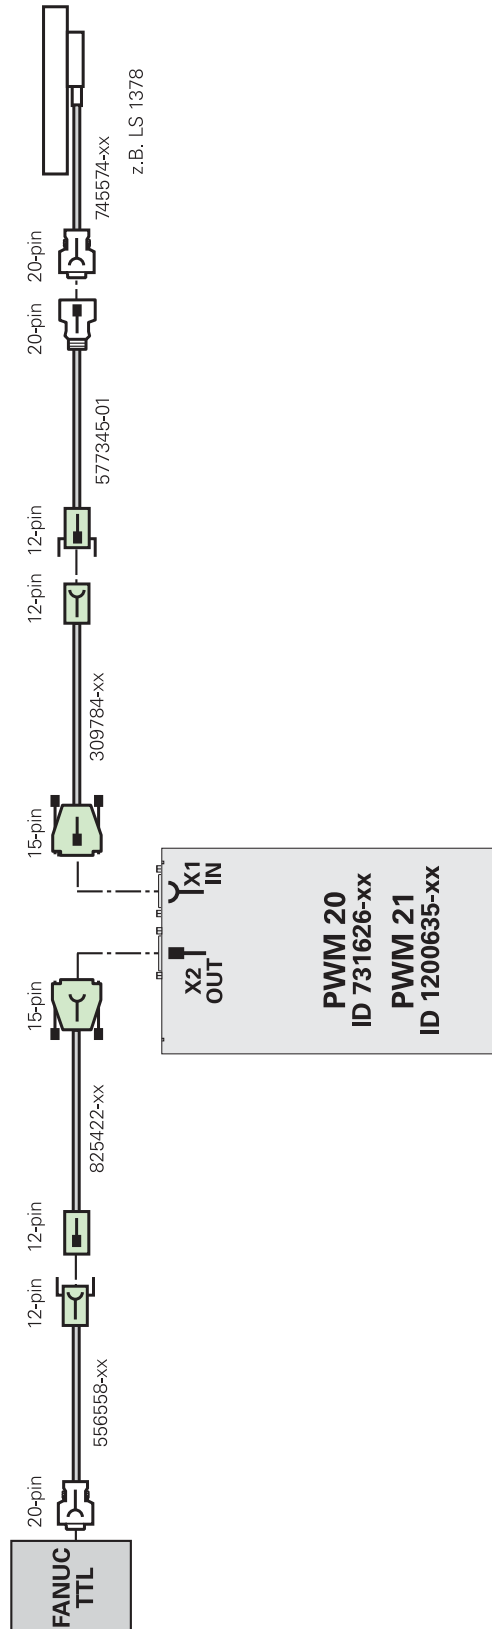 z.B. LS 1378
745574-xx
20-pin
20-pin
577345-01
12-pin
12-pin
309784-xx
15-pin
X1
IN
X2
OUT
PWM 20
ID 731626-xx
PWM 21
ID 1200635-xx
15-pin
825422-xx
12-pin
12-pin
556558-xx
20-pin
FANUC
TTL